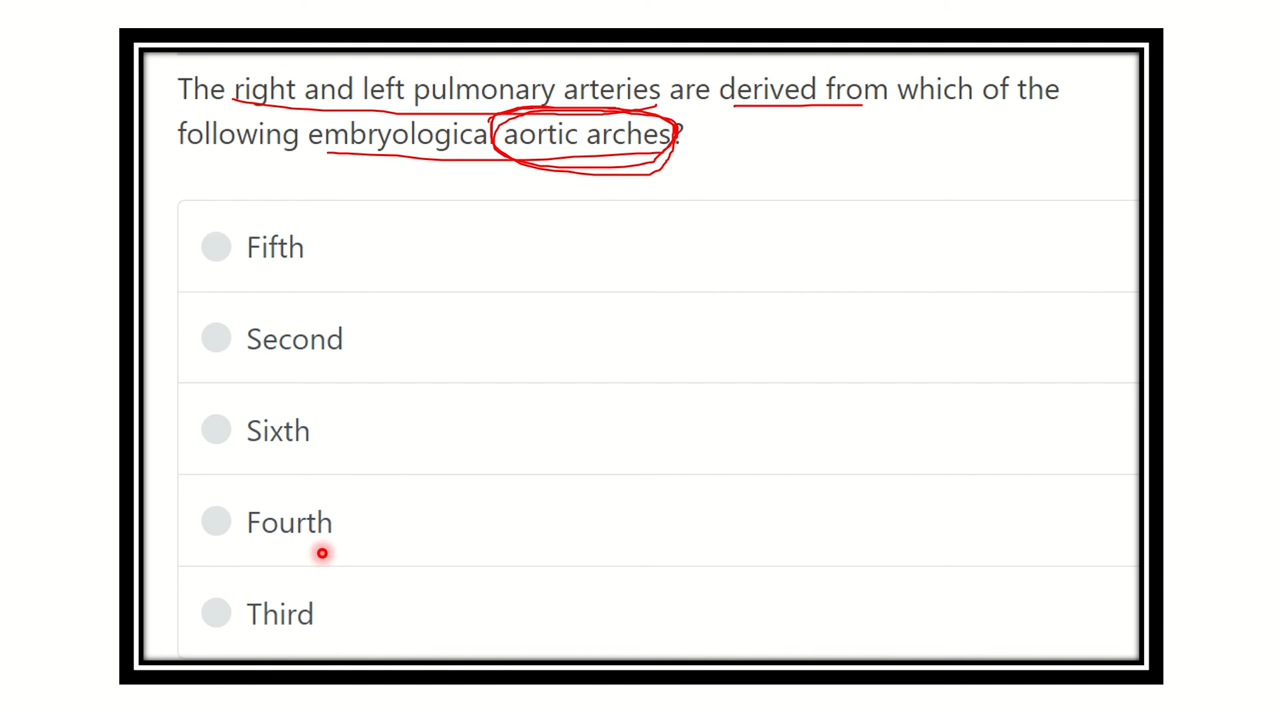 The right and left pulmonary arteries are derived from which of the
following embryological aortic arches?
Fifth
Second
Sixth
Fourth
Third